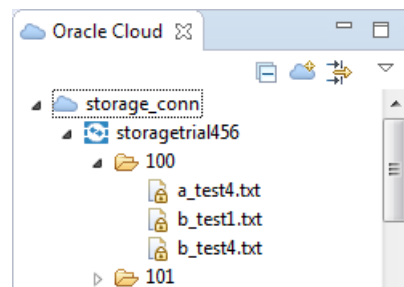 Oracle Cloud
storage_conn
storagetrial456
100
a_test4.txt
b_test1.txt
b_test4.txt
101